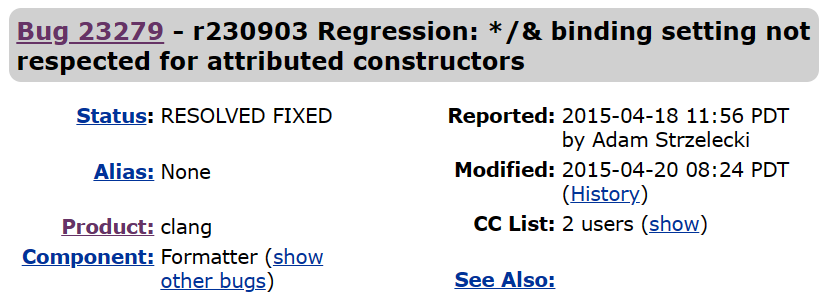 Bug 23279 - r230903 Regression: */& binding setting not
respected for attributed constructors
Status: RESOLVED FIXED
Alias: None
Product: clang
Component: Formatter (show
other bugs)
Reported: 2015-04-18 11:56 PDT
by Adam Strzelecki
Modified: 2015-04-20 08:24 PDT
(History)
CC List: 2 users (show)
See Also: